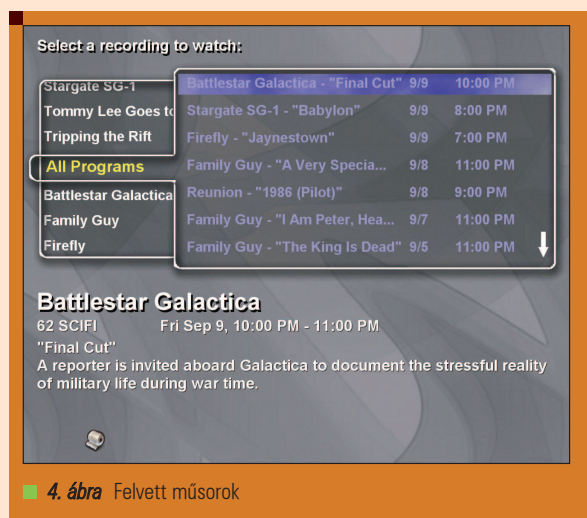 Select a recording to watch:
Stargate SG-1
Tommy Lee Goes to
Tripping the Rift
All Programs
Battlestar Galactica
Family Guy
Firefly
Battlestar Galactica - "Final Cut" 9/9 10:00 PM
Stargate SG-1 - "Babylon" 9/9 8:00 PM
Firefly - "Jaynestown" 9/9 7:00 PM
Family Guy - "A Very Specia... 9/8 11:00 PM
Reunion - "1986 (Pilot)" 9/8 9:00 PM
Family Guy - "I Am Peter, Hea... 9/7 11:00 PM
Family Guy - "The King Is Dead" 9/5 11:00 PM
Battlestar Galactica
62 SCIFI Fri Sep 9, 10:00 PM - 11:00 PM
"Final Cut"
A reporter is invited aboard Galactica to document the stressful reality
of military life during war time.
4. ábra Felvett műsorok